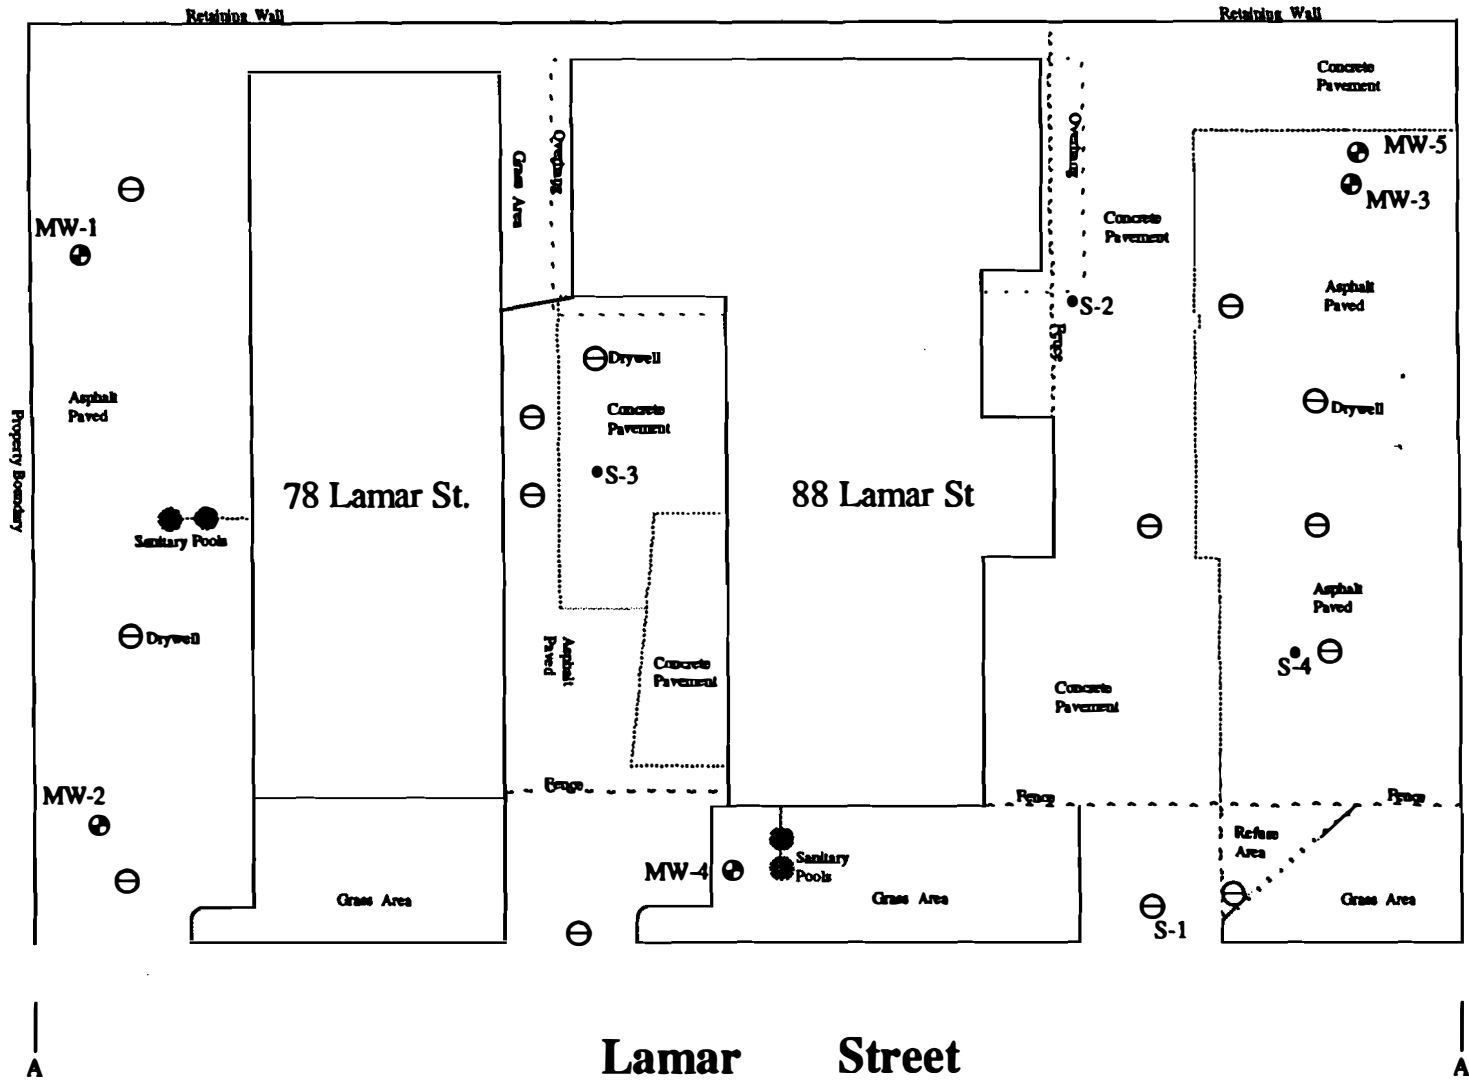 Retaining Wall
Retaining Wall
Concrete
Pavement
Overhang
Grass Area
Overhang
MW-5
MW-3
MW-1
Concrete
Pavement
Asphalt
Paved
S-2
Fence
Drywell
Asphalt
Paved
Concrete
Pavement
Drywell
Property Boundary
S-3
78 Lamar St.
88 Lamar St
Sanitary Pools
Asphalt
Paved
Drywell
Asphalt
Paved
Concrete
Pavement
S-4
Concrete
Pavement
Fence
Fence
Fence
MW-2
Refuse
Area
MW-4
Sanitary
Pools
Grass Area
Grass Area
Grass Area
S-1
Lamar Street
A
A